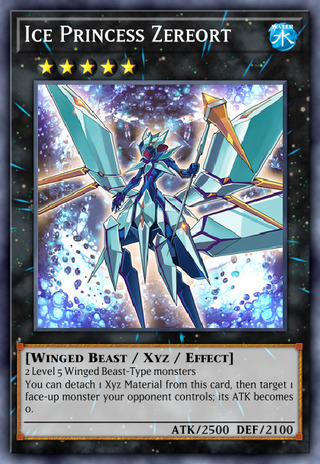 Ice Princess Zereort
WATER
水
[Winged Beast / Xyz / Effect]
2 Level 5 Winged Beast-Type monsters
You can detach 1 Xyz Material from this card, then target 1
face-up monster your opponent controls; its ATK becomes
0.
ATK/2500 DEF/2100